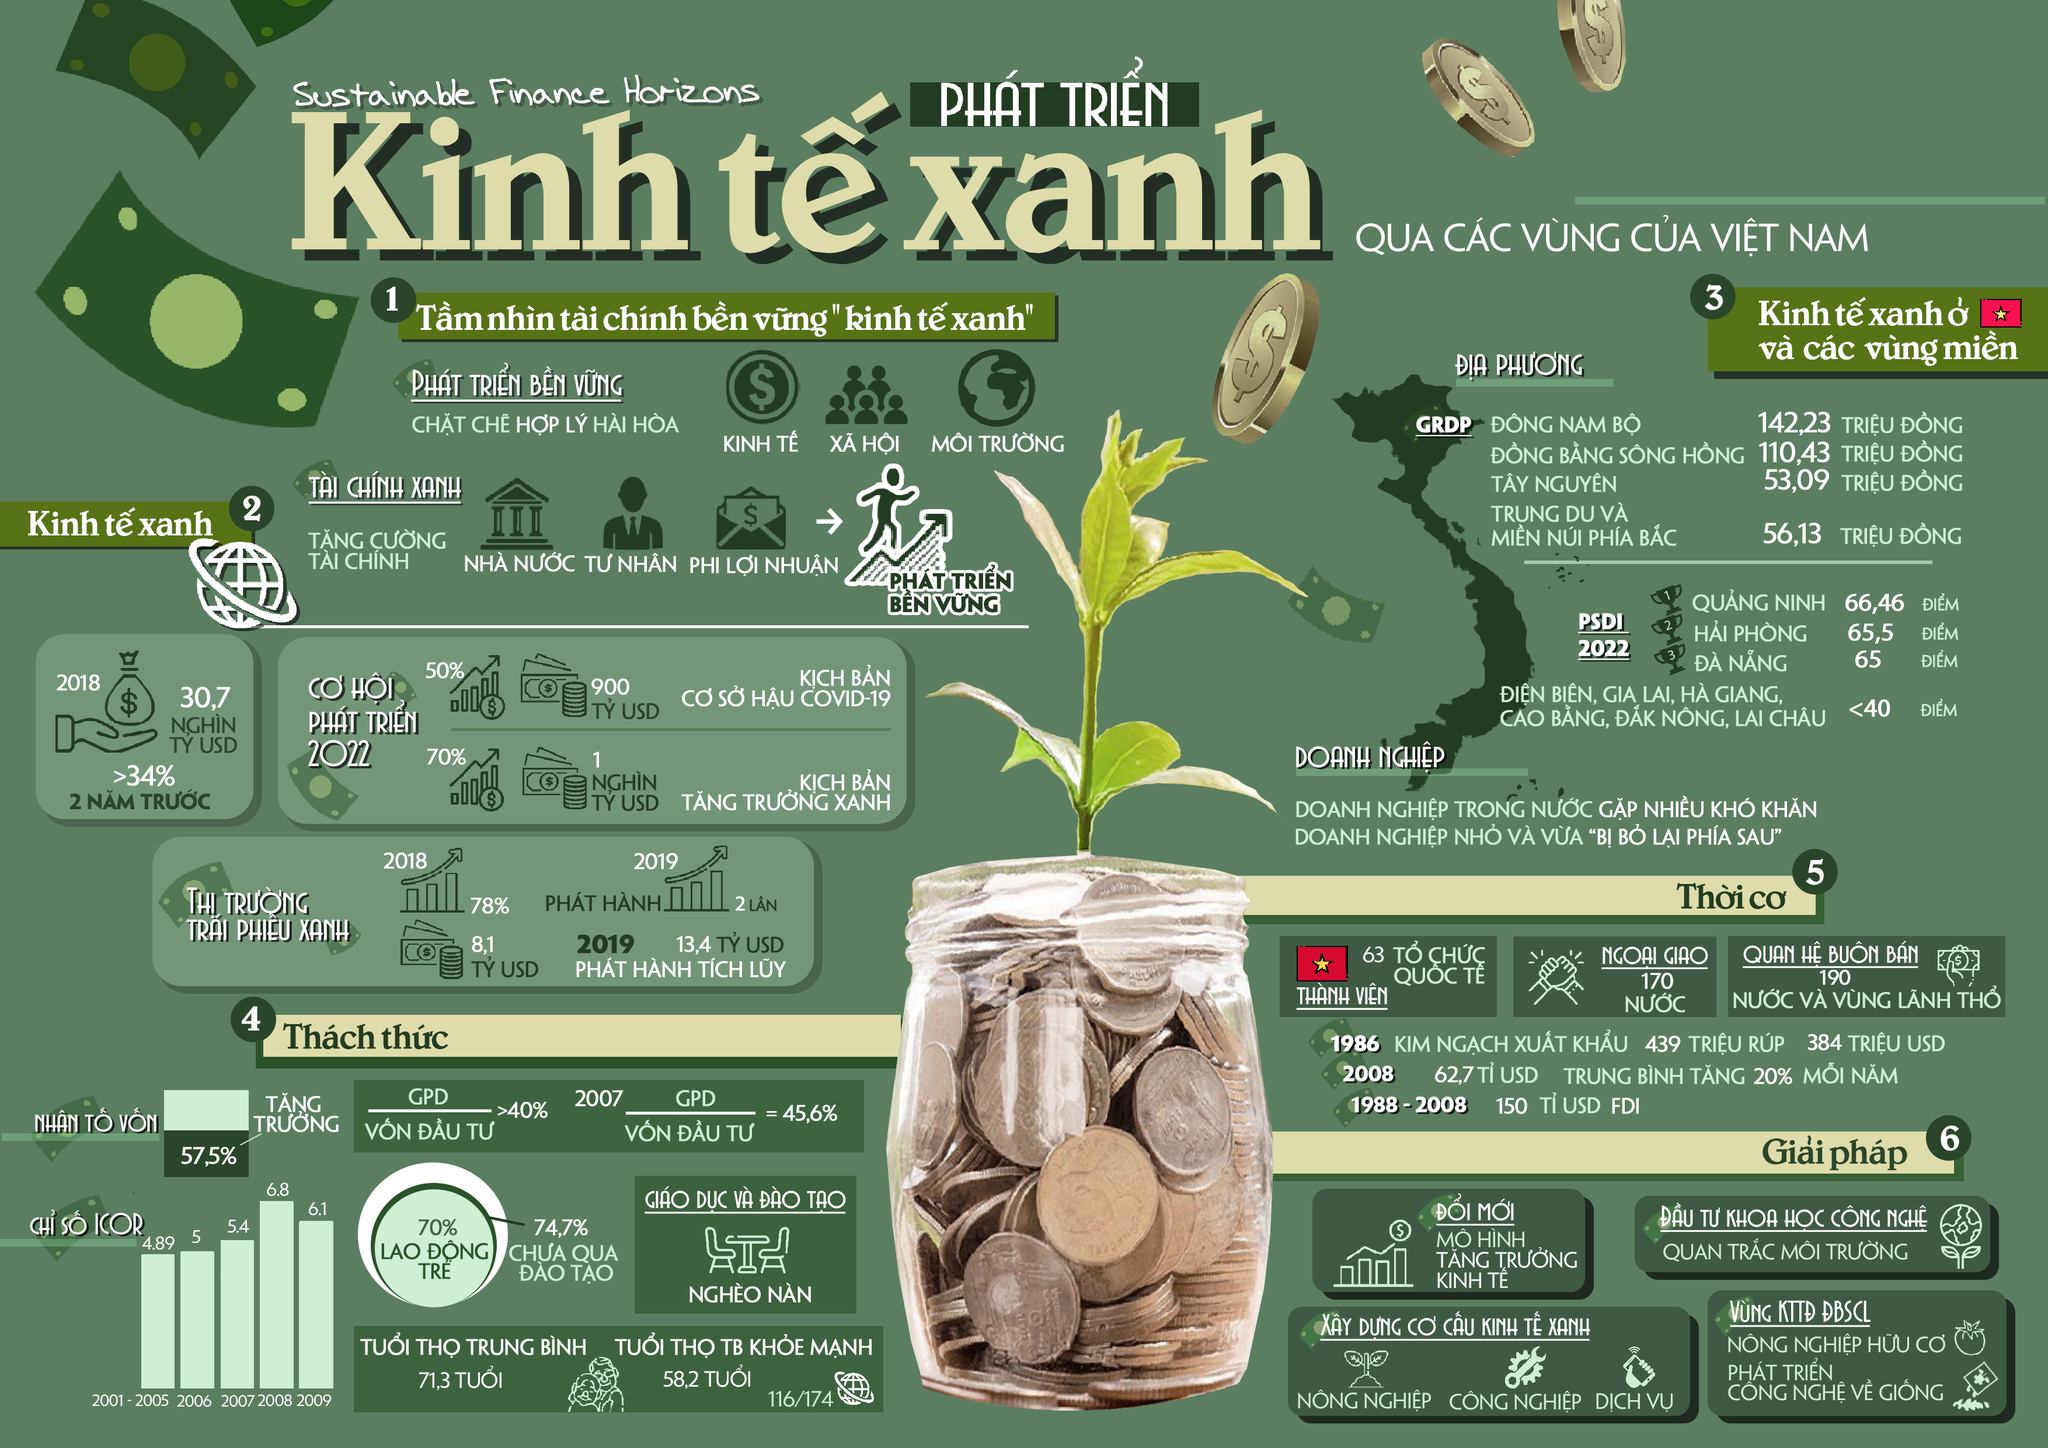 Sustainable Finance Horizons
PHÁT TRIỂN
Kinh tế xanh
QUA CÁC VÙNG CỦA VIỆT NAM
1
Tầm nhìn tài chính bền vững "kinh tế xanh"
PHÁT TRIỂN BỀN VỮNG
CHẶT CHẼ HỢP LÝ HÀI HÒA
KINH TẾ XÃ HỘI MÔI TRƯỜNG
2
Kinh tế xanh
TÀI CHÍNH XANH
TĂNG CƯỜNG
TÀI CHÍNH
NHÀ NƯỚC TƯ NHÂN PHI LỢI NHUẬN
PHÁT TRIỂN
BỀN VỮNG
2018
30,7
NGHÌN
TỶ USD
>34%
2 NĂM TRƯỚC
CƠ HỘI
PHÁT TRIỂN
2022
50%
900
TỶ USD
KỊCH BẢN
CƠ SỞ HẬU COVID-19
70%
1
NGHÌN
TỶ USD
KỊCH BẢN
TĂNG TRƯỞNG XANH
THỊ TRƯỜNG
TRÁI PHIẾU XANH
2018
78%
8,1
TỶ USD
2019
PHÁT HÀNH 2 LẦN
2019 13,4 TỶ USD
PHÁT HÀNH TÍCH LŨY
3
Kinh tế xanh ở
và các vùng miền
ĐỊA PHƯƠNG
GRDP
ĐÔNG NAM BỘ 142,23 TRIỆU ĐỒNG
ĐỒNG BẰNG SÔNG HỒNG 110,43 TRIỆU ĐỒNG
TÂY NGUYÊN 53,09 TRIỆU ĐỒNG
TRUNG DU VÀ
MIỀN NÚI PHÍA BẮC 56,13 TRIỆU ĐỒNG
PSDI
2022
1 QUẢNG NINH 66,46 ĐIỂM
2 HẢI PHÒNG 65,5 ĐIỂM
3 ĐÀ NẴNG 65 ĐIỂM
ĐIỆN BIÊN, GIA LAI, HÀ GIANG,
CAO BẰNG, ĐẮK NÔNG, LAI CHÂU <40 ĐIỂM
DOANH NGHIỆP
DOANH NGHIỆP TRONG NƯỚC GẶP NHIỀU KHÓ KHĂN
DOANH NGHIỆP NHỎ VÀ VỪA “BỊ BỎ LẠI PHÍA SAU”
4
Thách thức
NHÂN TỐ VỐN
TĂNG
TRƯỞNG
57,5%
GPD
VỐN ĐẦU TƯ
>40%
2007
GPD
VỐN ĐẦU TƯ
= 45,6%
CHỈ SỐ ICOR
4.89 5 5.4 6.8 6.1
2001 - 2005 2006 2007 2008 2009
70%
LAO ĐỘNG
TRẺ
74,7%
CHƯA QUA
ĐÀO TẠO
GIÁO DỤC VÀ ĐÀO TẠO
NGHÈO NÀN
TUỔI THỌ TRUNG BÌNH
71,3 TUỔI
TUỔI THỌ TB KHỎE MẠNH
58,2 TUỔI
116/174
5
Thời cơ
63 TỔ CHỨC
QUỐC TẾ
THÀNH VIÊN
NGOẠI GIAO
170
NƯỚC
QUAN HỆ BUÔN BÁN
190
NƯỚC VÀ VÙNG LÃNH THỔ
1986 KIM NGẠCH XUẤT KHẨU 439 TRIỆU RÚP 384 TRIỆU USD
2008 62,7 TỈ USD TRUNG BÌNH TĂNG 20% MỖI NĂM
1988 - 2008 150 TỈ USD FDI
6
Giải pháp
ĐỔI MỚI
MÔ HÌNH
TĂNG TRƯỞNG
KINH TẾ
ĐẦU TƯ KHOA HỌC CÔNG NGHỆ
QUAN TRẮC MÔI TRƯỜNG
XÂY DỰNG CƠ CẤU KINH TẾ XANH
NÔNG NGHIỆP CÔNG NGHIỆP DỊCH VỤ
VÙNG KTTĐ ĐBSCL
NÔNG NGHIỆP HỮU CƠ
PHÁT TRIỂN
CÔNG NGHỆ VỀ GIỐNG